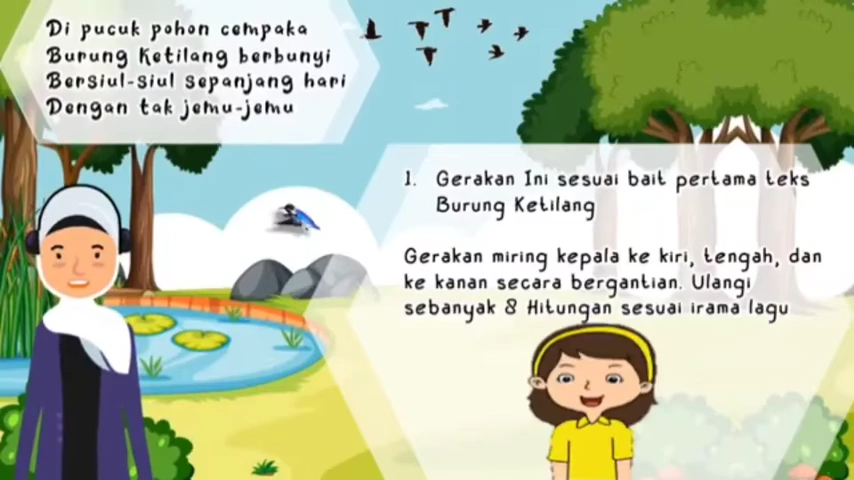 Di pucuk pohon cempaka
Burung Ketilang berbunyi
Bersiul-siul sepanjang hari
Dengan tak jemu-jemu
1. Gerakan Ini sesuai bait pertama teks
Burung Ketilang
Gerakan miring kepala ke kiri, tengah, dan
ke kanan secara bergantian. Ulangi
sebanyak 8 Hitungan sesuai irama lagu